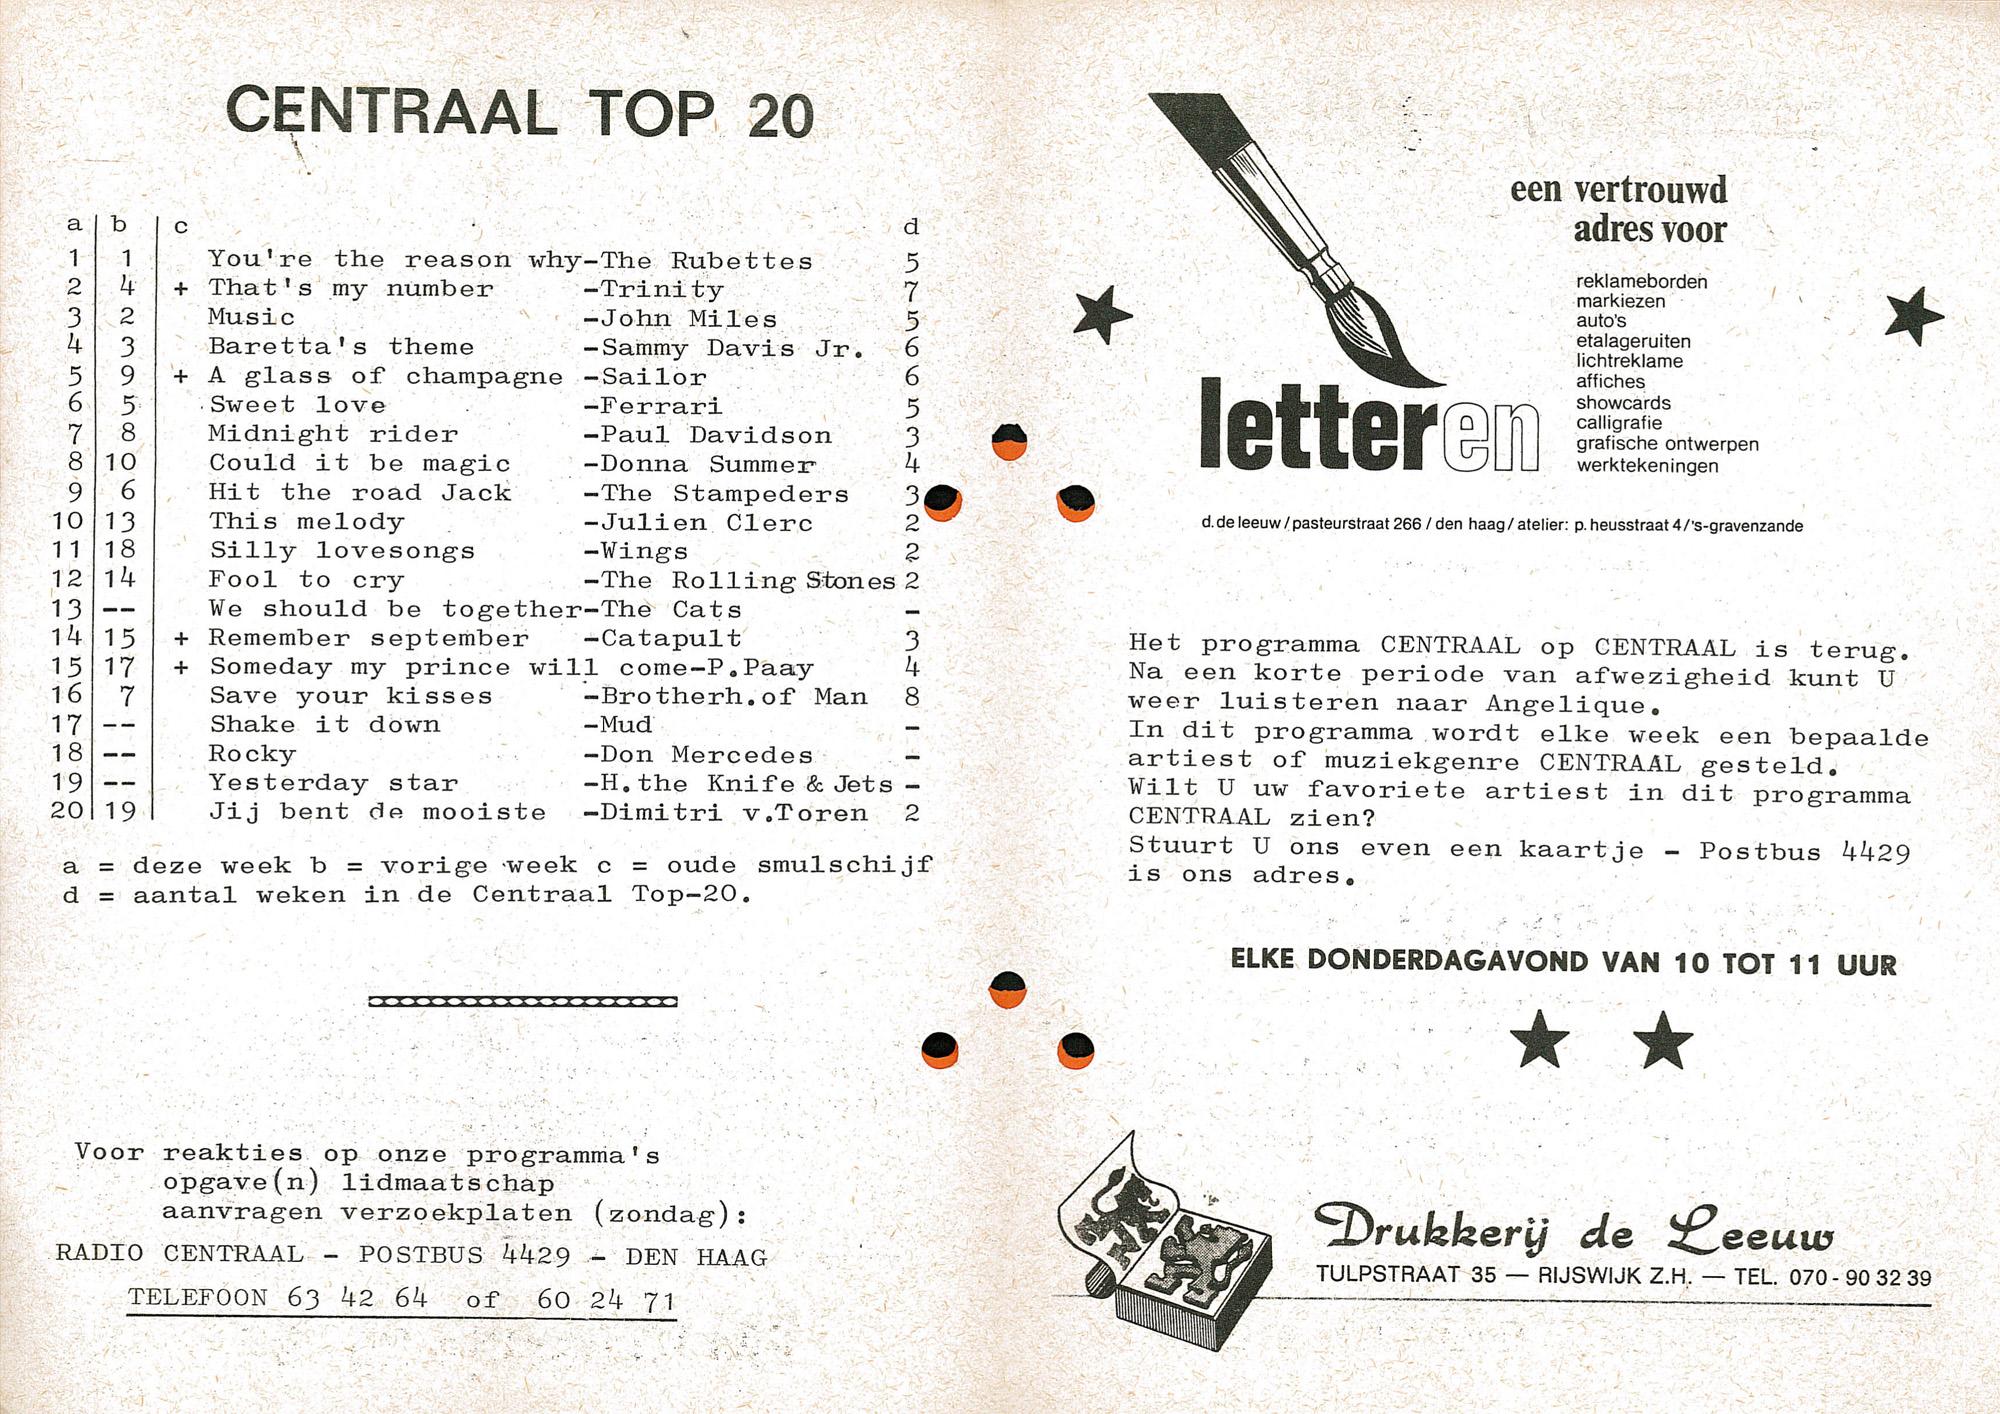 CENTRAAL TOP 20
a b c d
1 1 You're the reason why-The Rubettes 5
2 4 + That's my number -Trinity 7
3 2 Music -John Miles 5
4 3 Baretta's theme -Sammy Davis Jr. 6
5 9 + A glass of champagne -Sailor 6
6 5 Sweet love -Ferrari 5
7 8 Midnight rider -Paul Davidson 3
8 10 Could it be magic -Donna Summer 4
9 6 Hit the road Jack -The Stampeders 3
10 13 This melody -Julien Clerc 2
11 18 Silly lovesongs -Wings 2
12 14 Fool to cry -The Rolling Stones 2
13 -- We should be together-The Cats -
14 15 + Remember september -Catapult 3
15 17 + Someday my prince will come-P.Paay 4
16 7 Save your kisses -Brotherh.of Man 8
17 -- Shake it down -Mud -
18 -- Rocky -Don Mercedes -
19 -- Yesterday star -H.the Knife & Jets -
20 19 Jij bent de mooiste -Dimitri v.Toren 2
a = deze week b = vorige week c = oude smulschijf
d = aantal weken in de Centraal Top-20.
Voor reakties op onze programma's
opgave(n) lidmaatschap
aanvragen verzoekplaten (zondag):
RADIO CENTRAAL - POSTBUS 4429 - DEN HAAG
TELEFOON 63 42 64 of 60 24 71
een vertrouwd
adres voor
reklameborden
markiezen
auto's
etalageruiten
lichtreklame
affiches
showcards
calligrafie
grafische ontwerpen
werktekeningen
letteren
d. de leeuw / pasteurstraat 266 / den haag / atelier: p. heusstraat 4 / 's-gravenzande
Het programma CENTRAAL op CENTRAAL is terug.
Na een korte periode van afwezigheid kunt U
weer luisteren naar Angelique.
In dit programma wordt elke week een bepaalde
artiest of muziekgenre CENTRAAL gesteld.
Wilt U uw favoriete artiest in dit programma
CENTRAAL zien?
Stuurt U ons even een kaartje - Postbus 4429
is ons adres.
ELKE DONDERDAGAVOND VAN 10 TOT 11 UUR
Drukkerij de Leeuw
TULPSTRAAT 35 — RIJSWIJK Z.H. — TEL. 070 - 90 32 39